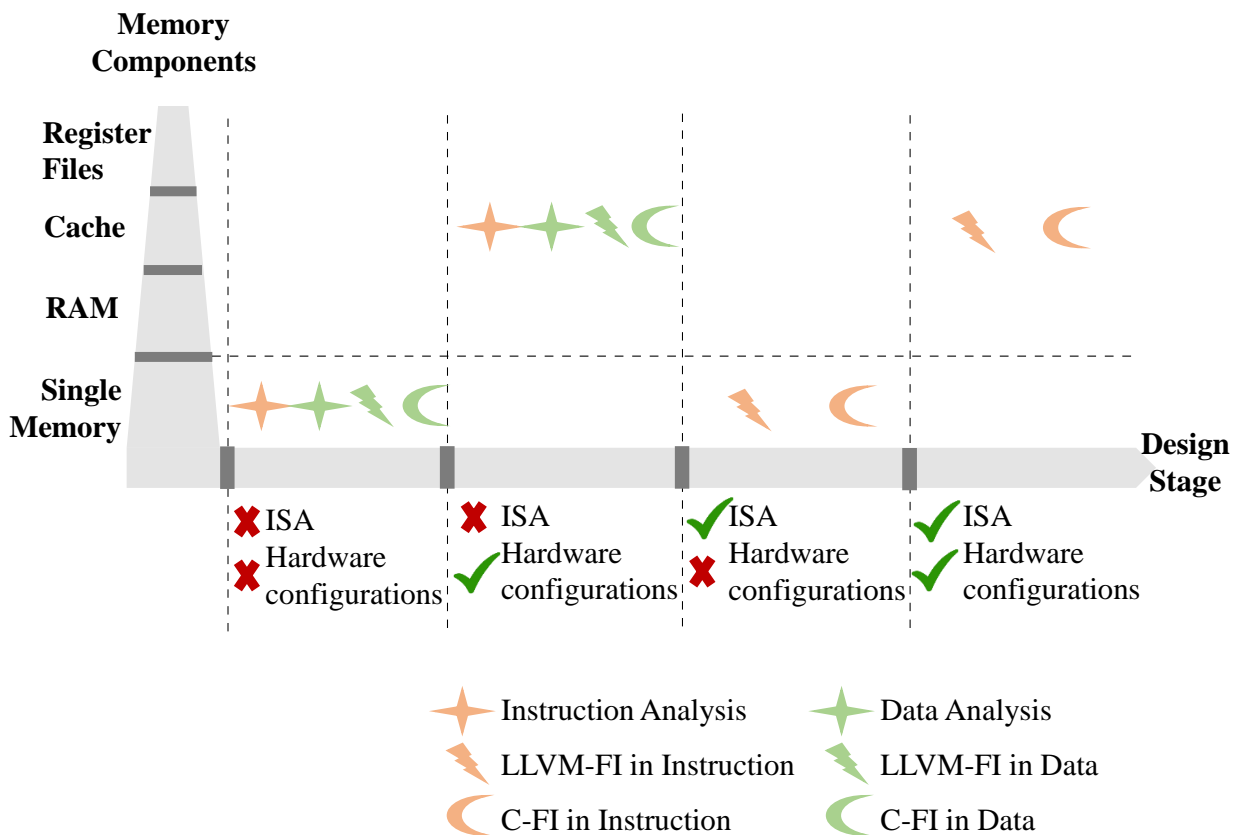 Memory
Components
Register
Files
Cache
RAM
Single
Memory
Design
Stage
ISA
Hardware
configurations
ISA
Hardware
configurations
ISA
Hardware
configurations
ISA
Hardware
configurations
Instruction Analysis
Data Analysis
LLVM-FI in Instruction
LLVM-FI in Data
C-FI in Instruction
C-FI in Data